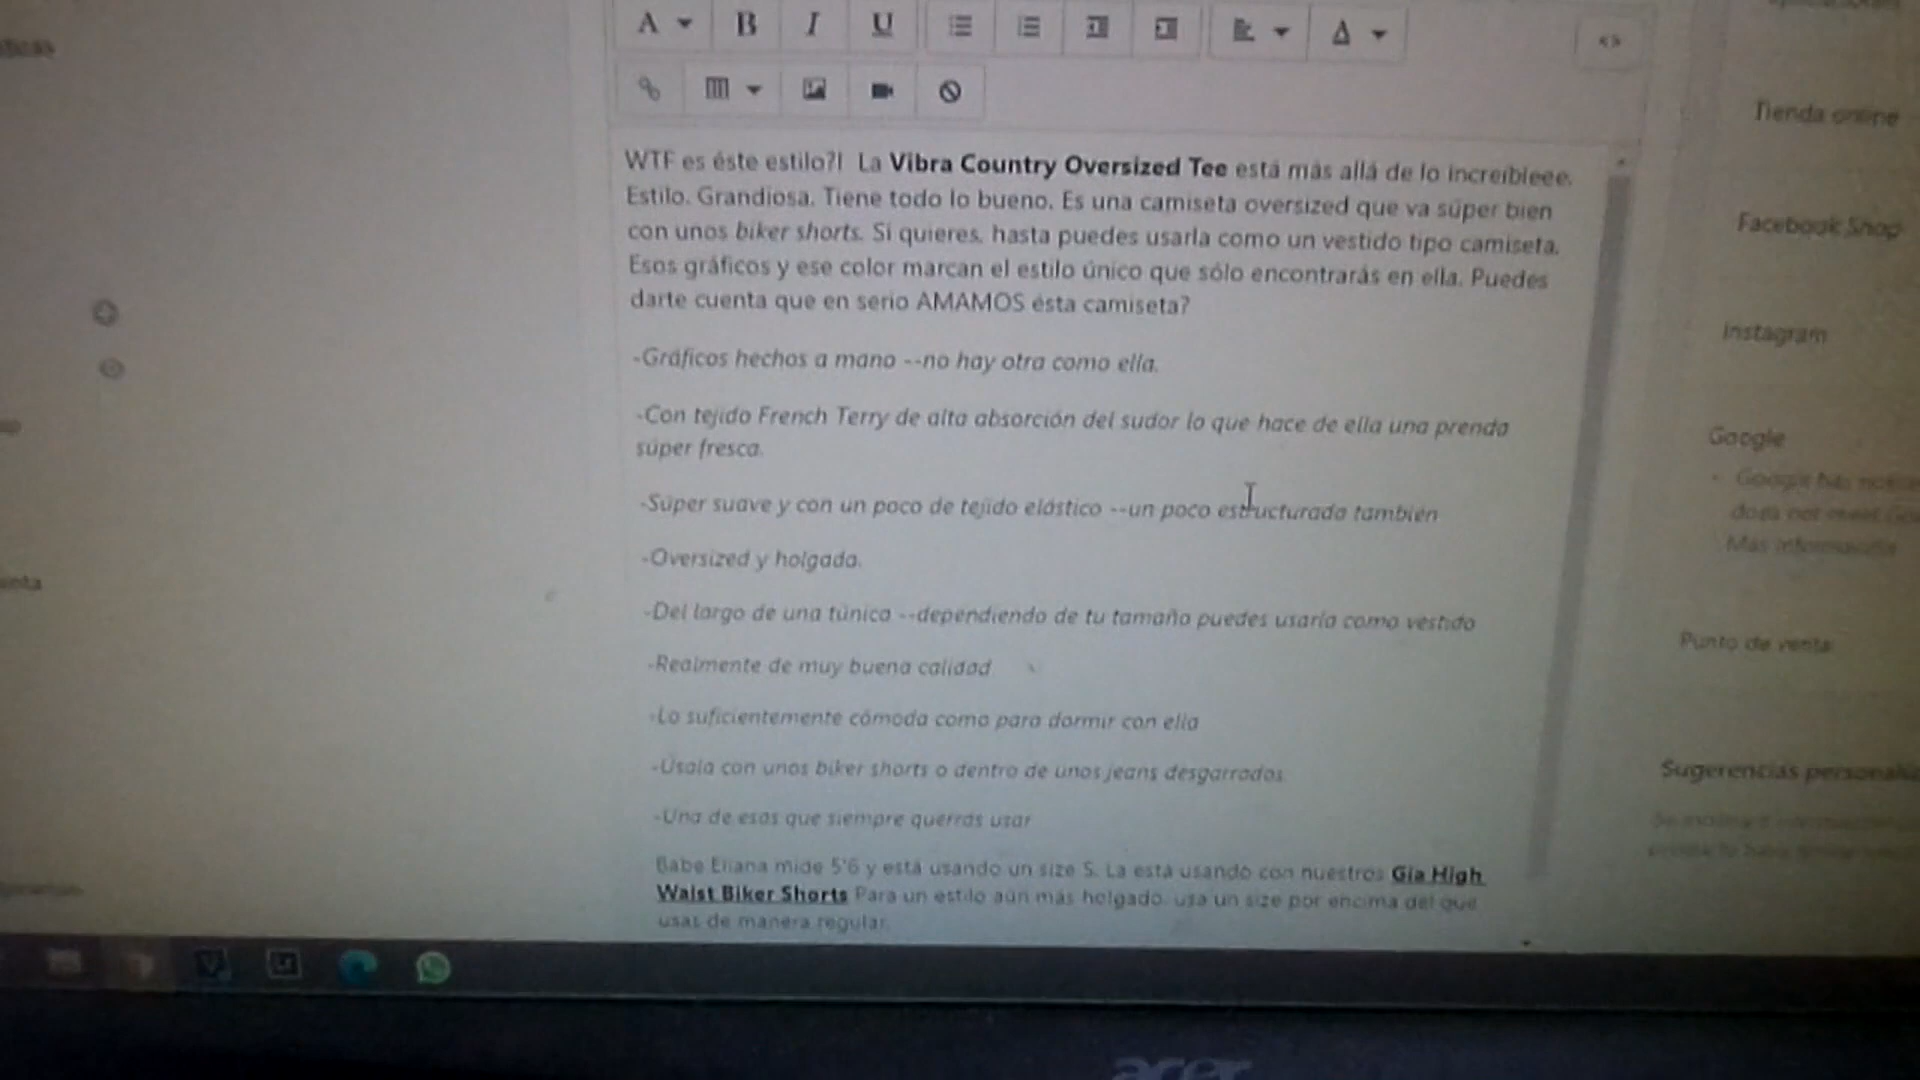 A B I U
WTF es éste estilo?! La Vibra Country Oversized Tee está más allá de lo increíbleee.
Estilo. Grandiosa. Tiene todo lo bueno. Es una camiseta oversized que va súper bien
con unos biker shorts. Si quieres, hasta puedes usarla como un vestido tipo camiseta.
Esos gráficos y ese color marcan el estilo único que sólo encontrarás en ella. Puedes
darte cuenta que en serio AMAMOS ésta camiseta?
-Gráficos hechos a mano --no hay otra como ella.
-Con tejido French Terry de alta absorción del sudor lo que hace de ella una prenda
súper fresca.
-Súper suave y con un poco de tejido elástico --un poco estructurada también
-Oversized y holgada.
-Del largo de una túnica --dependiendo de tu tamaño puedes usarla como vestido
-Realmente de muy buena calidad
-Lo suficientemente cómoda como para dormir con ella
-Úsala con unos biker shorts o dentro de unos jeans desgarrados
-Una de esas que siempre querrás usar
Babe Eliana mide 5'6 y está usando un size S. La está usando con nuestros Gia High
Waist Biker Shorts Para un estilo aún más holgado, usa un size por encima del que
usas de manera regular.
Tienda online
Facebook Shop
Instagram
Google
Más información
Punto de venta
Sugerencias
acer